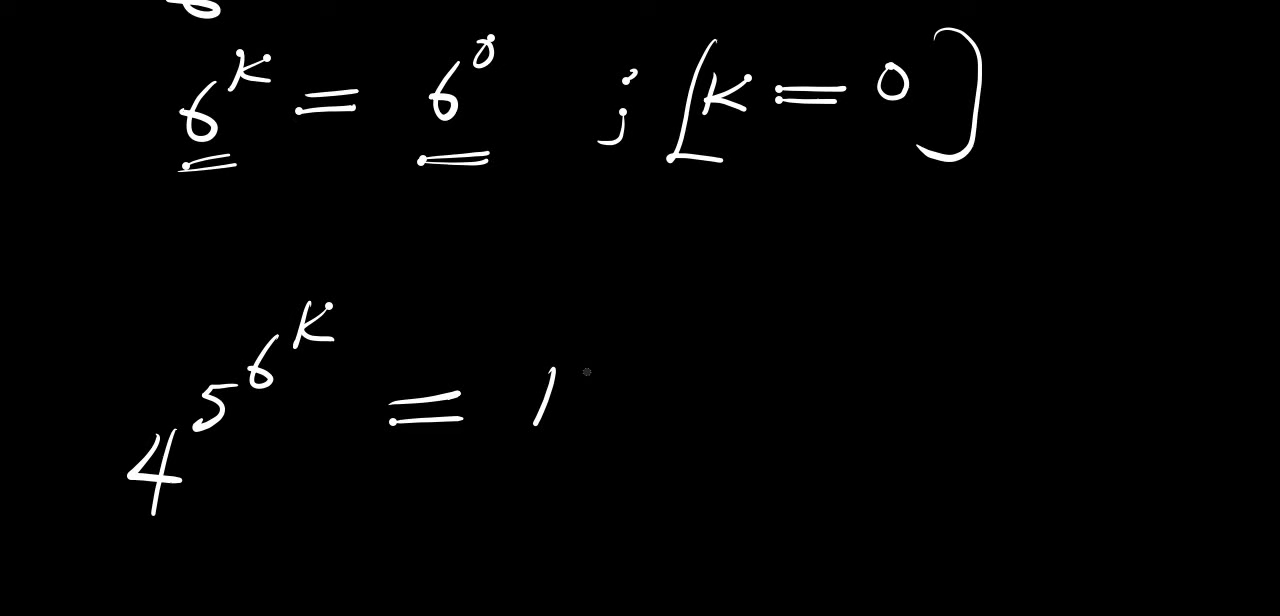 6^k = 6^0 ; [k = 0]
4^5^6^k = 1